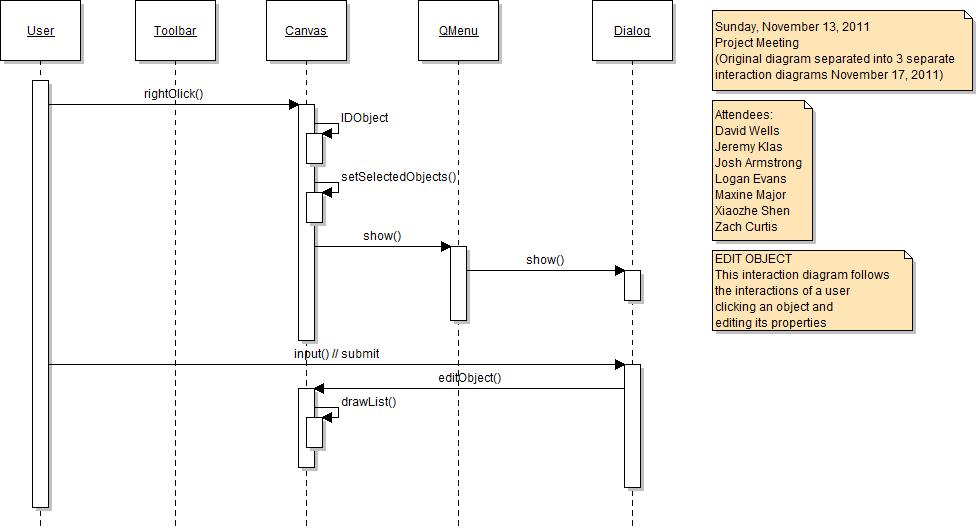 User
Toolbar
Canvas
QMenu
Dialog
rightOlick()
IDObject
setSelectedObjects()
show()
show()
input() // submit
editObject()
drawList()
Sunday, November 13, 2011
Project Meeting
(Original diagram separated into 3 separate
interaction diagrams November 17, 2011)
Attendees:
David Wells
Jeremy Klas
Josh Armstrong
Logan Evans
Maxine Major
Xiaozhe Shen
Zach Curtis
EDIT OBJECT
This interaction diagram follows
the interactions of a user
clicking an object and
editing its properties